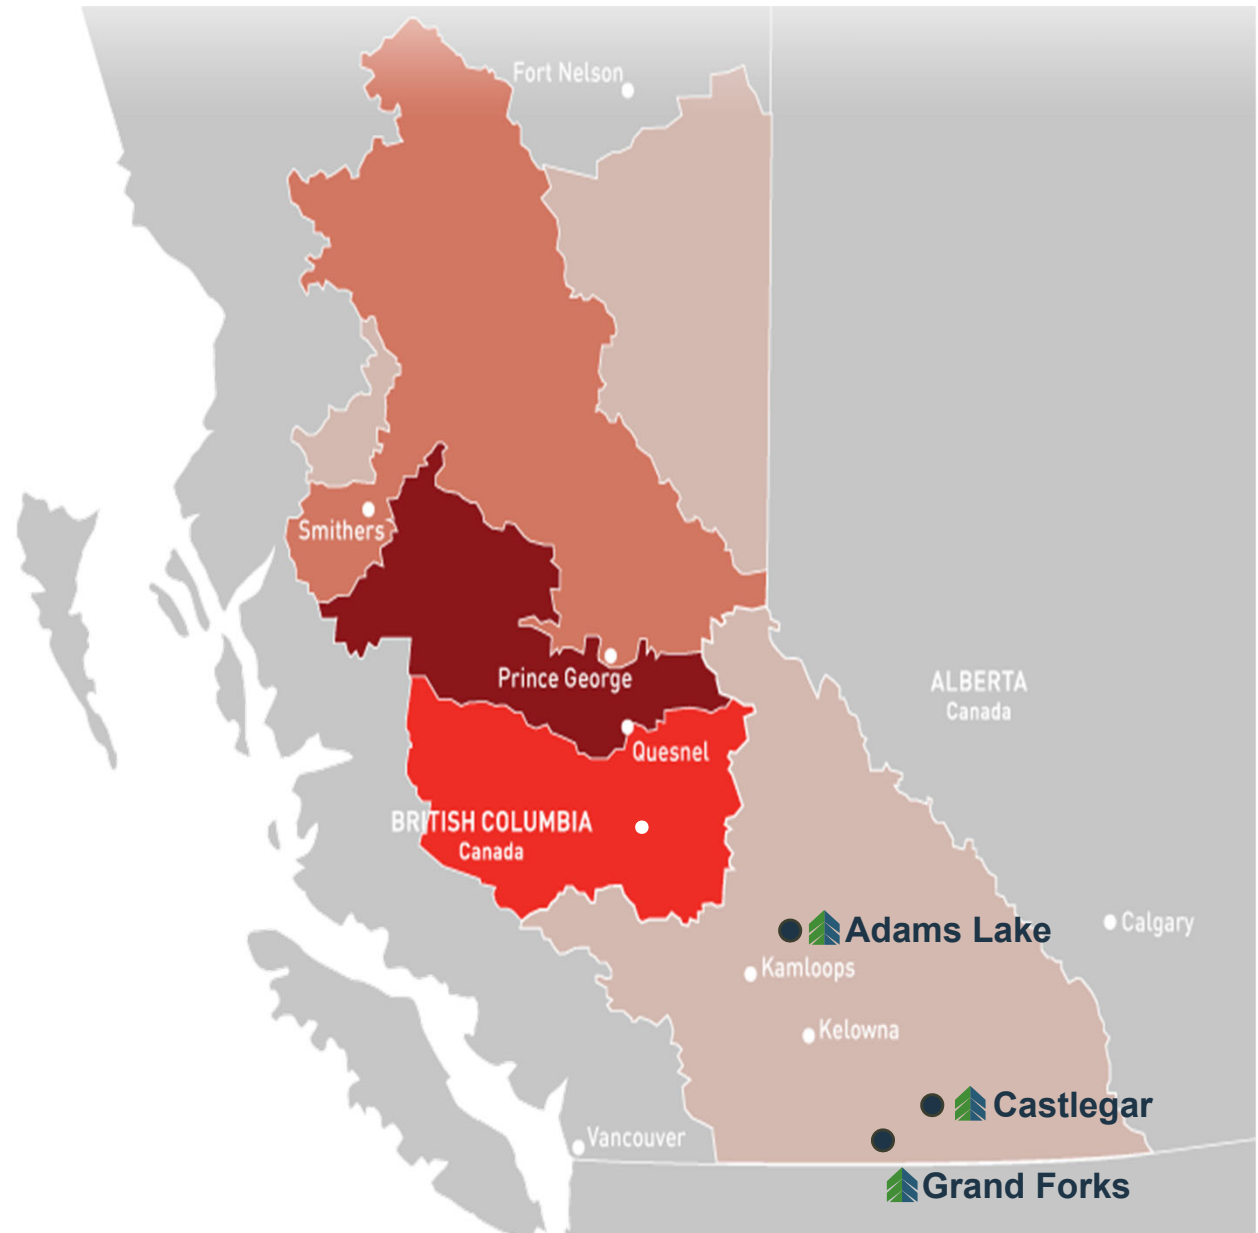 Fort Nelson
Smithers
Prince George
ALBERTA
Canada
Quesnel
BRITISH COLUMBIA
Canada
Adams Lake
Calgary
Kamloops
Kelowna
Castlegar
Vancouver
Grand Forks